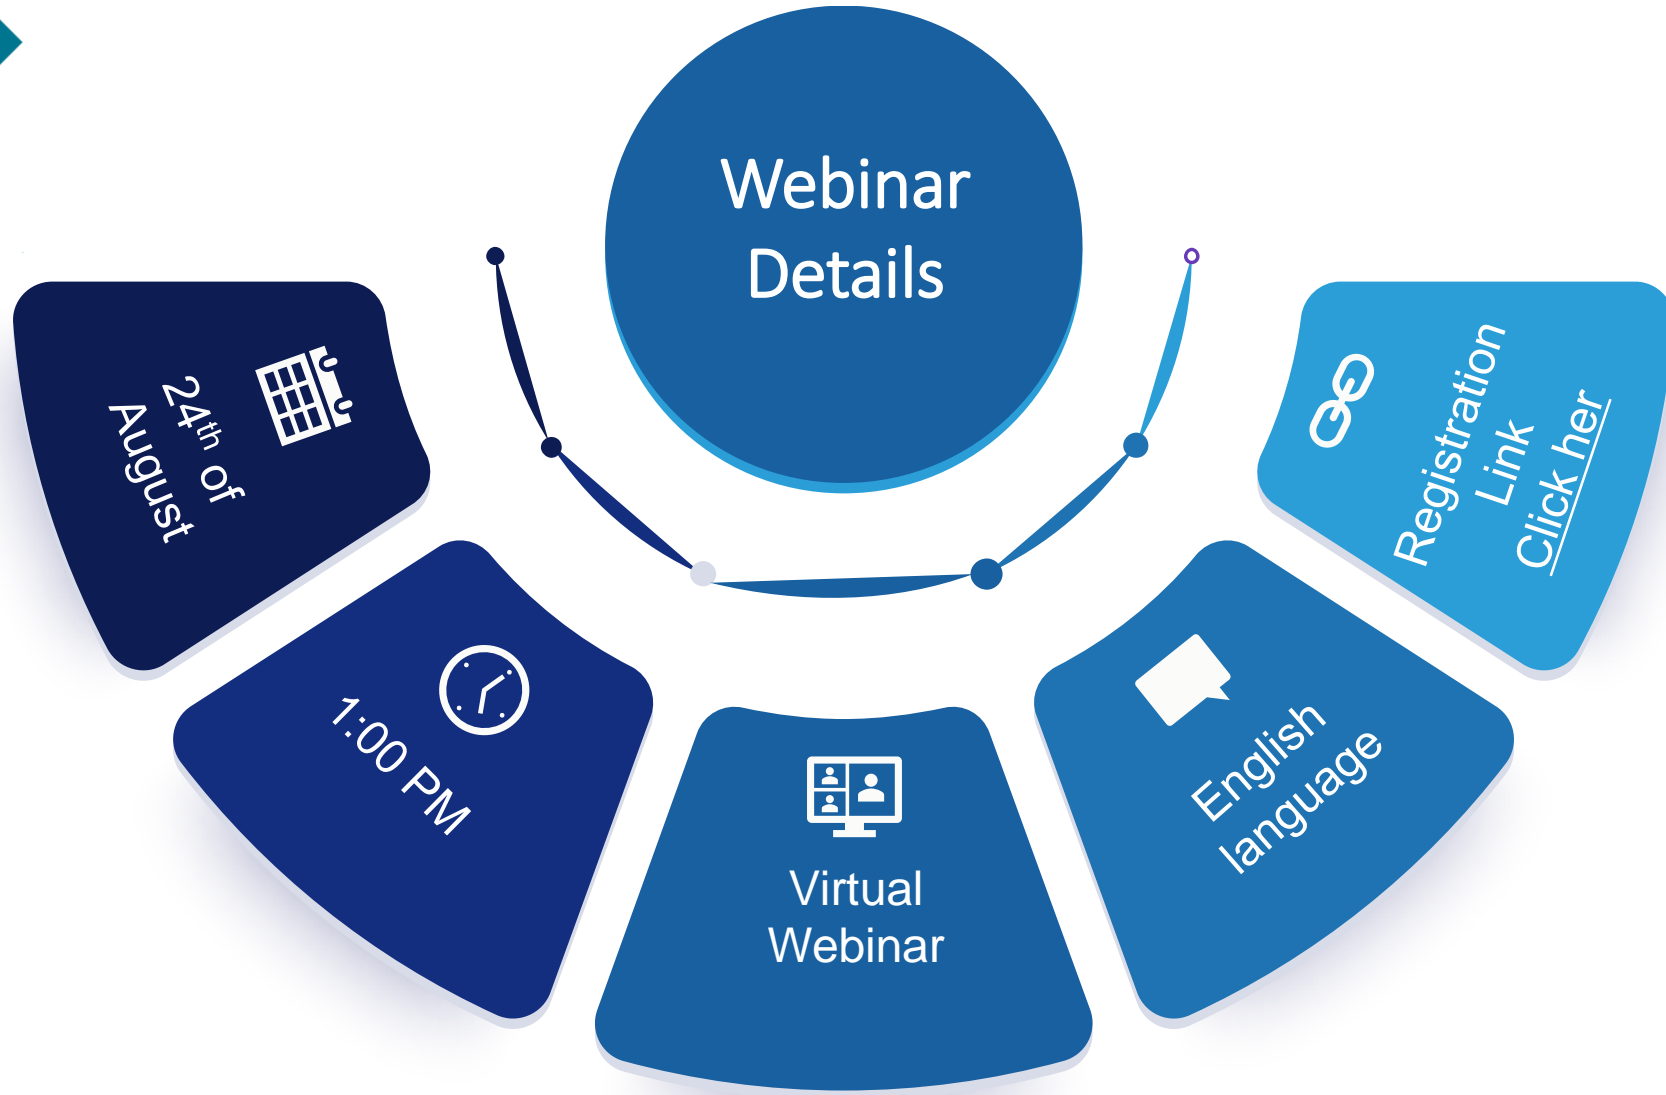 Webinar
Details
24th of
August
1:00 PM
Virtual
Webinar
English
language
Registration
Link
Click her